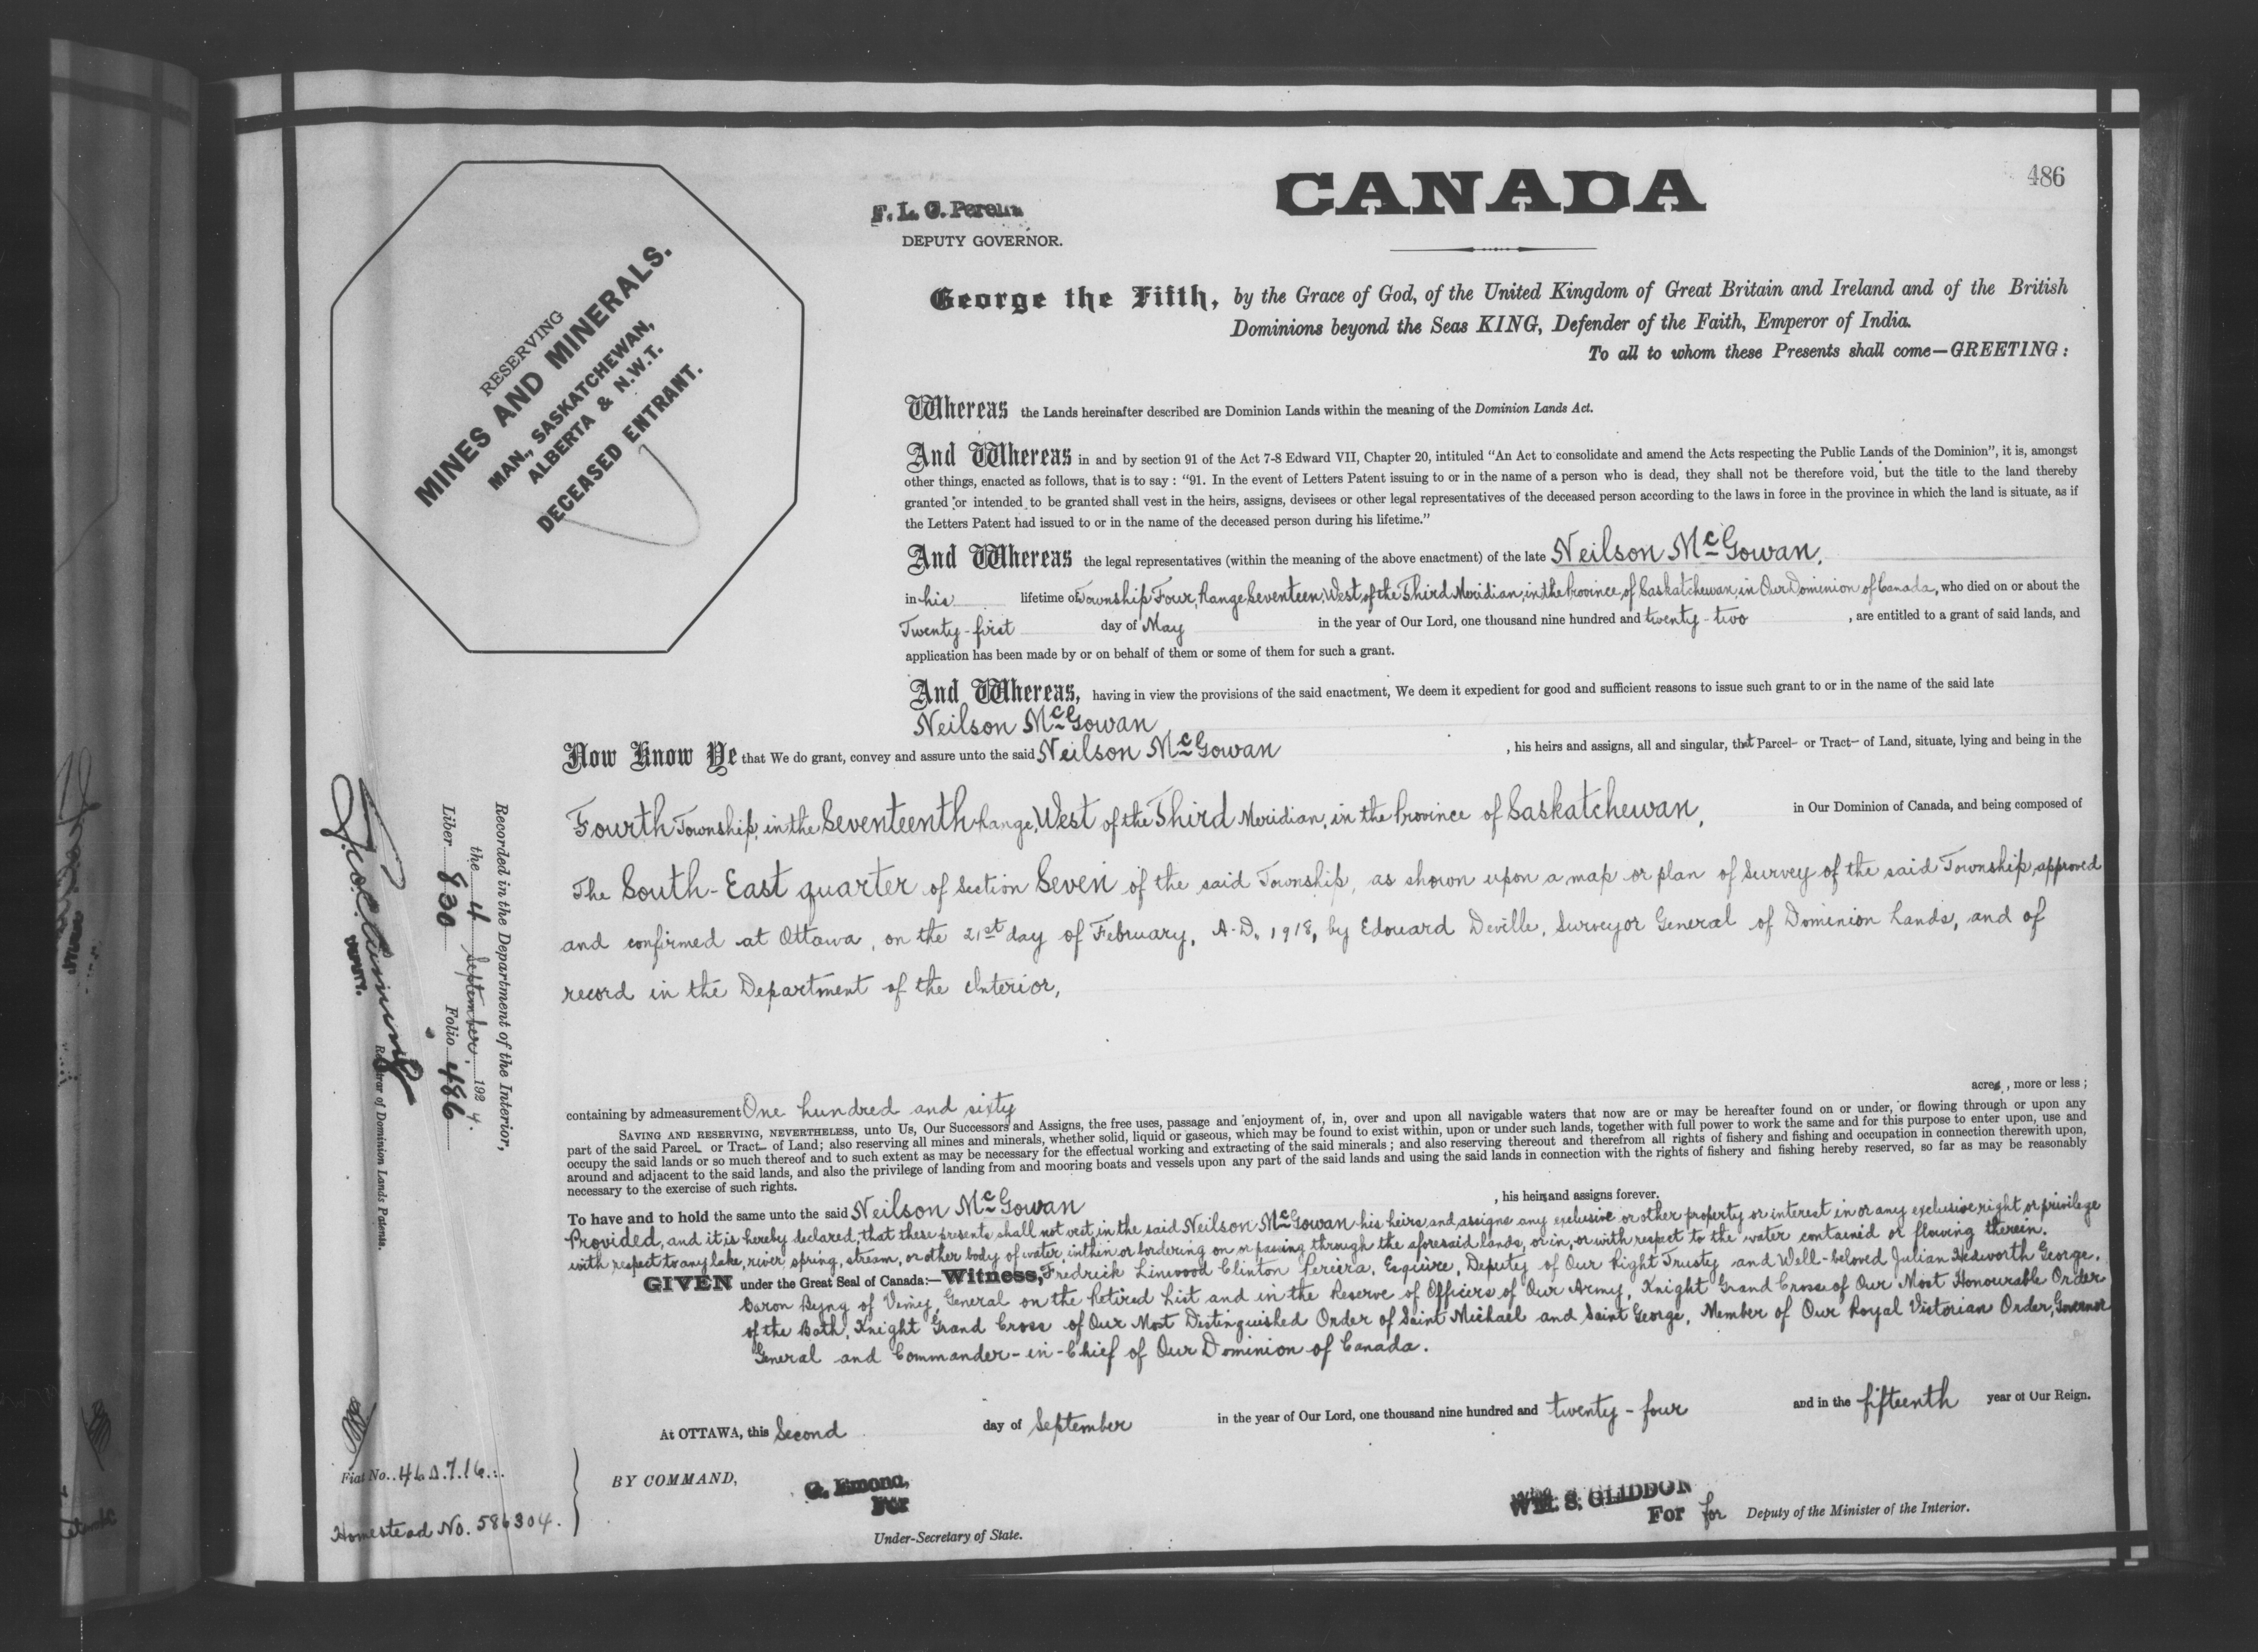 486
CANADA
F. L. C. Pereira
DEPUTY GOVERNOR.
RESERVING
MINES AND MINERALS.
MAN., SASKATCHEWAN,
ALBERTA & N.W.T.
DECEASED ENTRANT.
George the Fifth, by the Grace of God, of the United Kingdom of Great Britain and Ireland and of the British
Dominions beyond the Seas KING, Defender of the Faith, Emperor of India.
To all to whom these Presents shall come—GREETING:
Whereas the Lands hereinafter described are Dominion Lands within the meaning of the Dominion Lands Act.
And Whereas in and by section 91 of the Act 7-8 Edward VII, Chapter 20, intituled "An Act to consolidate and amend the Acts respecting the Public Lands of the Dominion", it is, amongst
other things, enacted as follows, that is to say: "91. In the event of Letters Patent issuing to or in the name of a person who is dead, they shall not be therefore void, but the title to the land thereby
granted or intended to be granted shall vest in the heirs, assigns, devisees or other legal representatives of the deceased person according to the laws in force in the province in which the land is situate, as if
the Letters Patent had issued to or in the name of the deceased person during his lifetime."
And Whereas the legal representatives (within the meaning of the above enactment) of the late Neilson McGowan,
in his lifetime of Township Four, Range Seventeen, West of the Third Meridian, in the Province of Saskatchewan, in Our Dominion of Canada, who died on or about the
Twenty-first day of May in the year of Our Lord, one thousand nine hundred and twenty-two, are entitled to a grant of said lands, and
application has been made by or on behalf of them or some of them for such a grant.
And Whereas, having in view the provisions of the said enactment, We deem it expedient for good and sufficient reasons to issue such grant to or in the name of the said late
Neilson McGowan
Now Know Ye that We do grant, convey and assure unto the said Neilson McGowan, his heirs and assigns, all and singular, that Parcel- or Tract- of Land, situate, lying and being in the
Fourth Township, in the Seventeenth Range, West of the Third Meridian, in the Province of Saskatchewan, in Our Dominion of Canada, and being composed of
The South-East quarter of Section Seven of the said Township, as shown upon a map or plan of survey of the said Township, approved
and confirmed at Ottawa, on the 21st day of February, A.D. 1918, by Edouard Deville, Surveyor General of Dominion Lands, and of
record in the Department of the Interior,
containing by admeasurement One hundred and sixty acres, more or less;
SAVING AND RESERVING, NEVERTHELESS, unto Us, Our Successors and Assigns, the free uses, passage and enjoyment of, in, over and upon all navigable waters that now are or may be hereafter found on or under, or flowing through or upon any
part of the said Parcel- or Tract- of Land; also reserving all mines and minerals, whether solid, liquid or gaseous, which may be found to exist within, upon or under such lands, together with full power to work the same and for this purpose to enter upon, use and
occupy the said lands or so much thereof and to such extent as may be necessary for the effectual working and extracting of the said minerals; and also reserving thereout and therefrom all rights of fishery and fishing and occupation in connection therewith upon,
around and adjacent to the said lands, and also the privilege of landing from and mooring boats and vessels upon any part of the said lands and using the said lands in connection with the rights of fishery and fishing hereby reserved, so far as may be reasonably
necessary to the exercise of such rights.
To have and to hold the same unto the said Neilson McGowan, his heirs and assigns forever.
Provided, and it is hereby declared, that these presents shall not vest in the said Neilson McGowan his heirs and assigns any exclusive or other property or interest in or any exclusive right or privilege
with respect to any lake, river, spring, stream, or other body of water, within or bordering on or passing through the aforesaid lands, or in, or with respect to the water contained or flowing therein.
GIVEN under the Great Seal of Canada:—Witness, Fredrick Linwood Clinton Periera, Esquire, Deputy of Our Right Trusty and Well-beloved Julian Hedworth George,
Baron Byng of Vimy, General on the Retired List and in the Reserve of Officers of Our Army, Knight Grand Cross of Our Most Honourable Order
of the Bath, Knight Grand Cross of Our Most Distinguished Order of Saint Michael and Saint George, Member of Our Royal Victorian Order, Governor
General and Commander-in-Chief of Our Dominion of Canada.
At OTTAWA, this Second day of September in the year of Our Lord, one thousand nine hundred and twenty-four and in the fifteenth year of Our Reign.
BY COMMAND,
G. Emond,
For
Under-Secretary of State.
WM. S. GLIDDON
For for Deputy of the Minister of the Interior.
Recorded in the Department of the Interior,
the 4 September, 1924.
Liber 830 Folio 486
DEPUTY.
Registrar of Dominion Lands Patents.
Fiat No.
Homestead No. 586304.